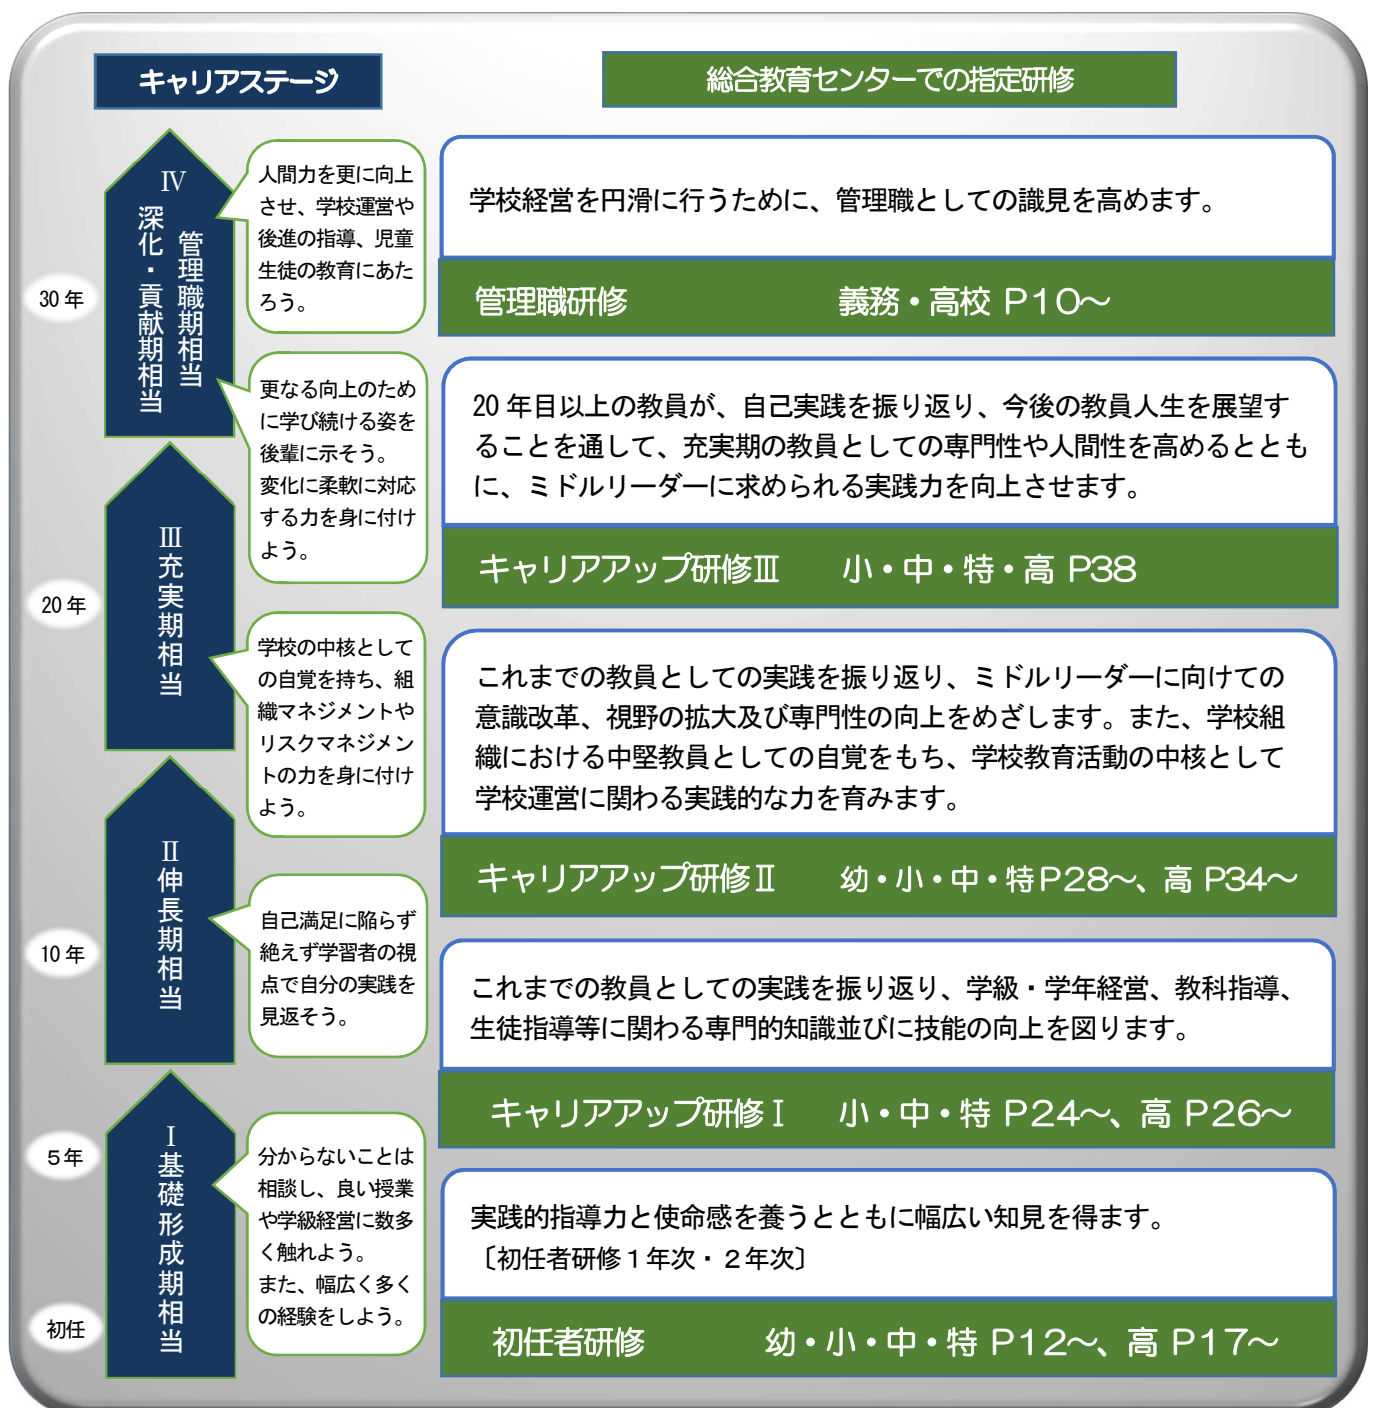 キャリアステージ
総合教育センターでの指定研修
Ⅳ
管理職期相当
深化・貢献期相当
30年
人間力を更に向上
させ、学校運営や
後進の指導、児童
生徒の教育にあた
ろう。
学校経営を円滑に行うために、管理職としての識見を高めます。
管理職研修 義務・高校 P10～
更なる向上のため
に学び続ける姿を
後輩に示そう。
変化に柔軟に対応
する力を身に付け
よう。
20年目以上の教員が、自己実践を振り返り、今後の教員人生を展望す
ることを通して、充実期の教員としての専門性や人間性を高めるととも
に、ミドルリーダーに求められる実践力を向上させます。
キャリアアップ研修Ⅲ 小・中・特・高 P38
Ⅲ充実期相当
20年
学校の中核として
の自覚を持ち、組
織マネジメントや
リスクマネジメン
トの力を身に付け
よう。
これまでの教員としての実践を振り返り、ミドルリーダーに向けての
意識改革、視野の拡大及び専門性の向上をめざします。また、学校組
織における中堅教員としての自覚をもち、学校教育活動の中核として
学校運営に関わる実践的な力を育みます。
キャリアアップ研修Ⅱ 幼・小・中・特P28～、高 P34～
Ⅱ伸長期相当
10年
自己満足に陥らず
絶えず学習者の視
点で自分の実践を
見返そう。
これまでの教員としての実践を振り返り、学級・学年経営、教科指導、
生徒指導等に関わる専門的知識並びに技能の向上を図ります。
キャリアアップ研修Ⅰ 小・中・特 P24～、高 P26～
Ⅰ基礎形成期相当
5年
分からないことは
相談し、良い授業
や学級経営に数多
く触れよう。
また、幅広く多く
の経験をしよう。
実践的指導力と使命感を養うとともに幅広い知見を得ます。
〔初任者研修１年次・２年次〕
初任
初任者研修 幼・小・中・特 P12～、高 P17～